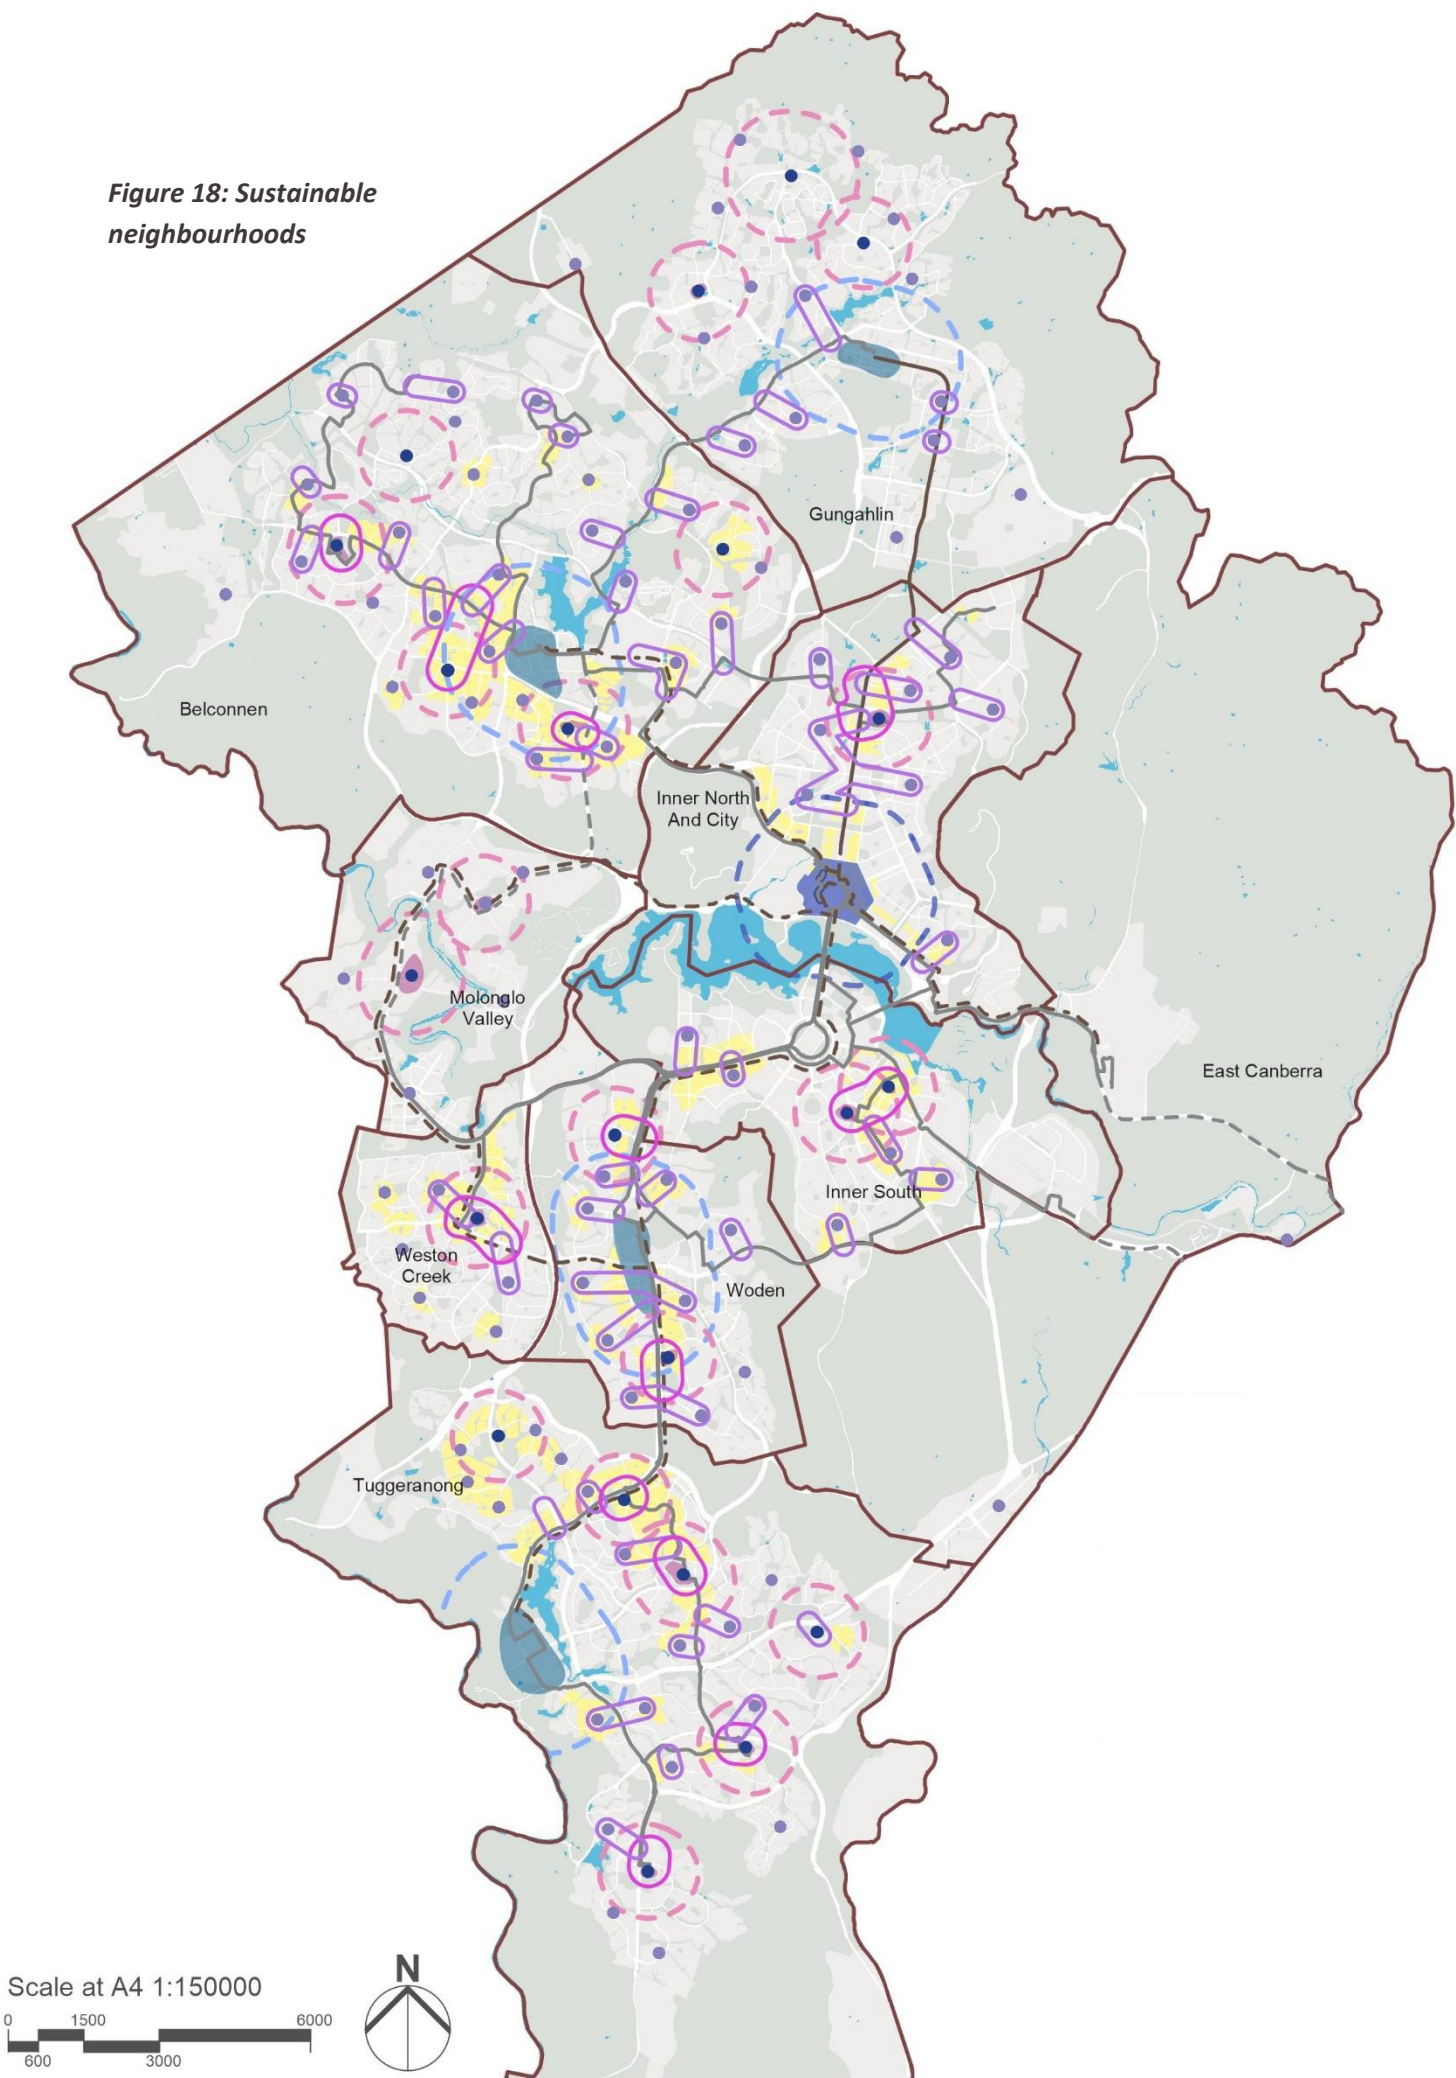 Figure 18: Sustainable
neighbourhoods
Gungahlin
Belconnen
Inner North
And City
Molonglo
Valley
East Canberra
Inner South
Weston
Creek
Woden
Tuggeranong
Scale at A4 1:150000
0 1500 6000
600 3000
N